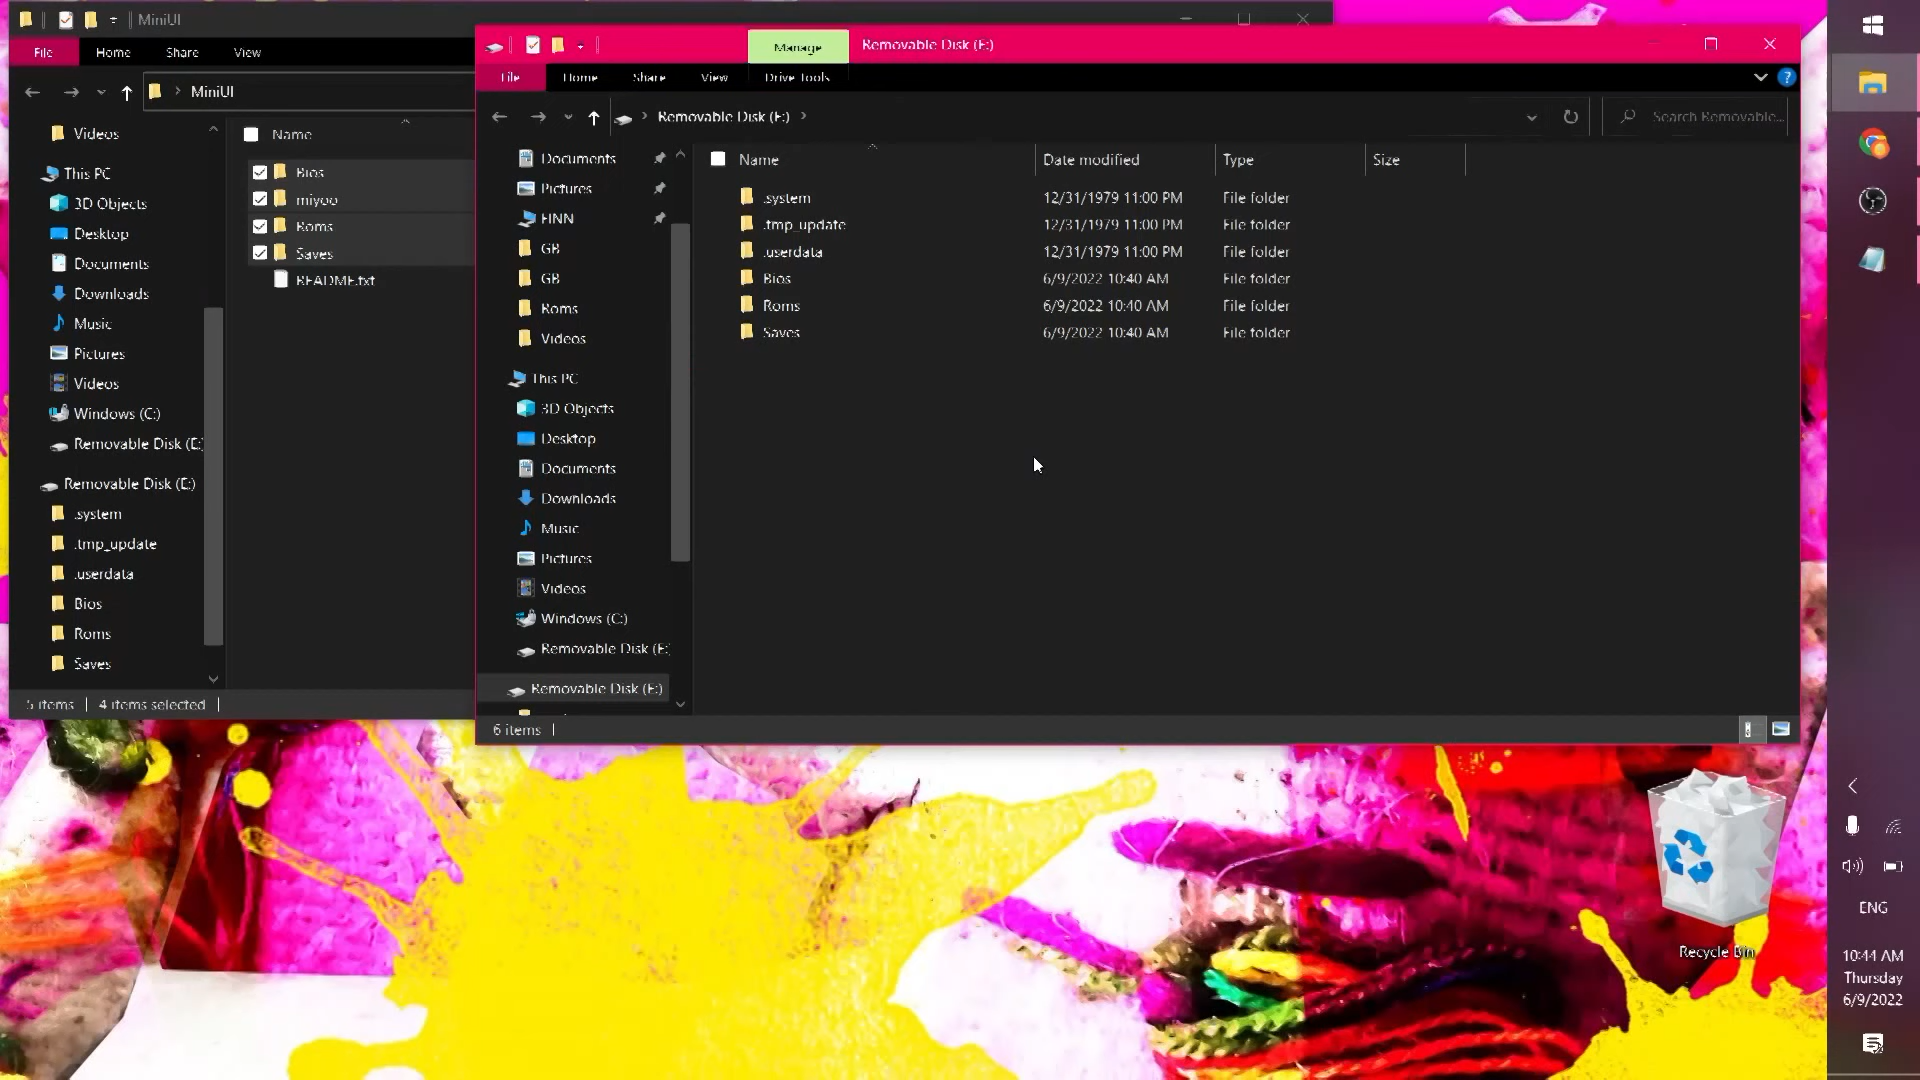 MiniUI
File Home Share View
MiniUI
Videos
This PC
3D Objects
Desktop
Documents
Downloads
Music
Pictures
Videos
Windows (C:)
Removable Disk (E:)
Removable Disk (E:)
.system
.tmp_update
.userdata
Bios
Roms
Saves
Name
Bios
miyoo
Roms
Saves
README.txt
5 items 4 items selected
Manage Removable Disk (E:)
File Home Share View Drive Tools
Removable Disk (E:) Search Removable...
Documents
Pictures
FINN
GB
GB
Roms
Videos
This PC
3D Objects
Desktop
Documents
Downloads
Music
Pictures
Videos
Windows (C:)
Removable Disk (E:)
Removable Disk (E:)
Name Date modified Type Size
.system 12/31/1979 11:00 PM File folder
.tmp_update 12/31/1979 11:00 PM File folder
.userdata 12/31/1979 11:00 PM File folder
Bios 6/9/2022 10:40 AM File folder
Roms 6/9/2022 10:40 AM File folder
Saves 6/9/2022 10:40 AM File folder
6 items
Recycle Bin
ENG
10:44 AM
Thursday
6/9/2022